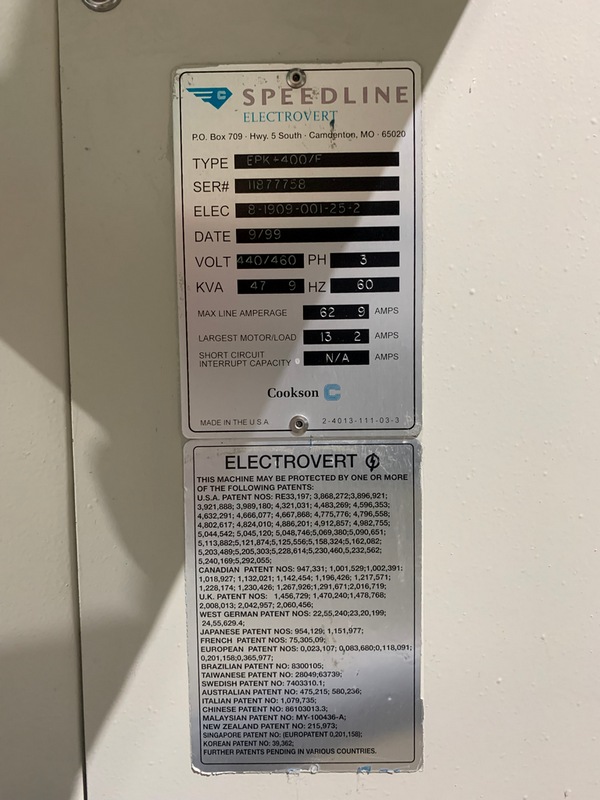 C SPEEDLINE
ELECTROVERT
P.O. Box 709 · Hwy. 5 South · Camdenton, MO · 65020
TYPE EPK+400/F
SER# 11877758
ELEC 8-1909-001-25-2
DATE 9/99
VOLT 440/460 PH 3
KVA 47 9 HZ 60
MAX LINE AMPERAGE 62 9 AMPS
LARGEST MOTOR/LOAD 13 2 AMPS
SHORT CIRCUIT
INTERRUPT CAPACITY N/A AMPS
Cookson C
MADE IN THE U.S.A. 2-4013-111-03-3
ELECTROVERT
THIS MACHINE MAY BE PROTECTED BY ONE OR MORE
OF THE FOLLOWING PATENTS:
U.S.A. PATENT NOS: RE33,197; 3,868,272;3,896,921;
3,921,888; 3,989,180; 4,321,031; 4,483,269; 4,596,353;
4,632,291; 4,666,077; 4,667,868; 4,775,776; 4,796,558;
4,802,617; 4,824,010; 4,886,201; 4,912,857; 4,982,755;
5,044,542; 5,045,120; 5,048,746;5,069,380;5,090,651;
5,113,882;5,121,874;5,125,556;5,158,324;5,162,082;
5,203,489;5,205,303;5,228,614;5,230,460;5,232,562;
5,240,169;5,292,055;
CANADIAN PATENT NOS: 947,331; 1,001,529;1,002,391;
1,018,927; 1,132,021; 1,142,454; 1,196,426; 1,217,571;
1,228,174; 1,230,426; 1,267,926;1,291,671;2,016,719;
U.K. PATENT NOS: 1,456,729; 1,470,240;1,478,768;
2,008,013; 2,042,957; 2,060,456;
WEST GERMAN PATENT NOS: 22,55,240;23,20,199;
24,55,629.4;
JAPANESE PATENT NOS: 954,129; 1,151,977;
FRENCH PATENT NOS: 75,305,09;
EUROPEAN PATENT NOS: 0,023,107; 0,083,680;0,118,091;
0,201,158;0,365,977;
BRAZILIAN PATENT NOS: 8300105;
TAIWANESE PATENT NOS: 28049;63739;
SWEDISH PATENT NO: 7403310.1;
AUSTRALIAN PATENT NOS: 475,215; 580,236;
ITALIAN PATENT NO: 1,079,735;
CHINESE PATENT NO: 86103013.3;
MALAYSIAN PATENT NO: MY-100436-A;
NEW ZEALAND PATENT NO: 215,973;
SINGAPORE PATENT NO: (EUROPATENT 0,201,158);
KOREAN PATENT NO: 39,362;
FURTHER PATENTS PENDING IN VARIOUS COUNTRIES.